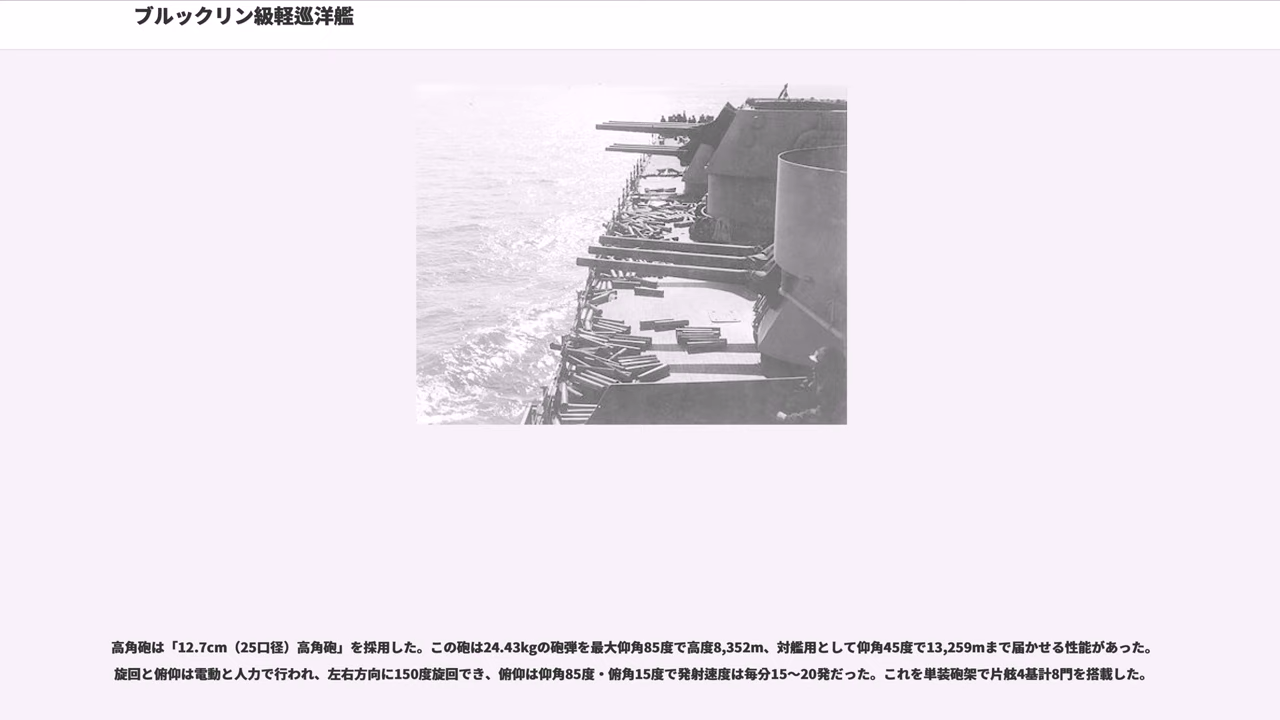 ブルックリン級軽巡洋艦
高角砲は「12.7cm（25口径）高角砲」を採用した。この砲は24.43kgの砲弾を最大仰角85度で高度8,352m、対艦用として仰角45度で13,259mまで届かせる性能があった。
旋回と俯仰は電動と人力で行われ、左右方向に150度旋回でき、俯仰は仰角85度・俯角15度で発射速度は毎分15～20発だった。これを単装砲架で片舷4基計8門を搭載した。